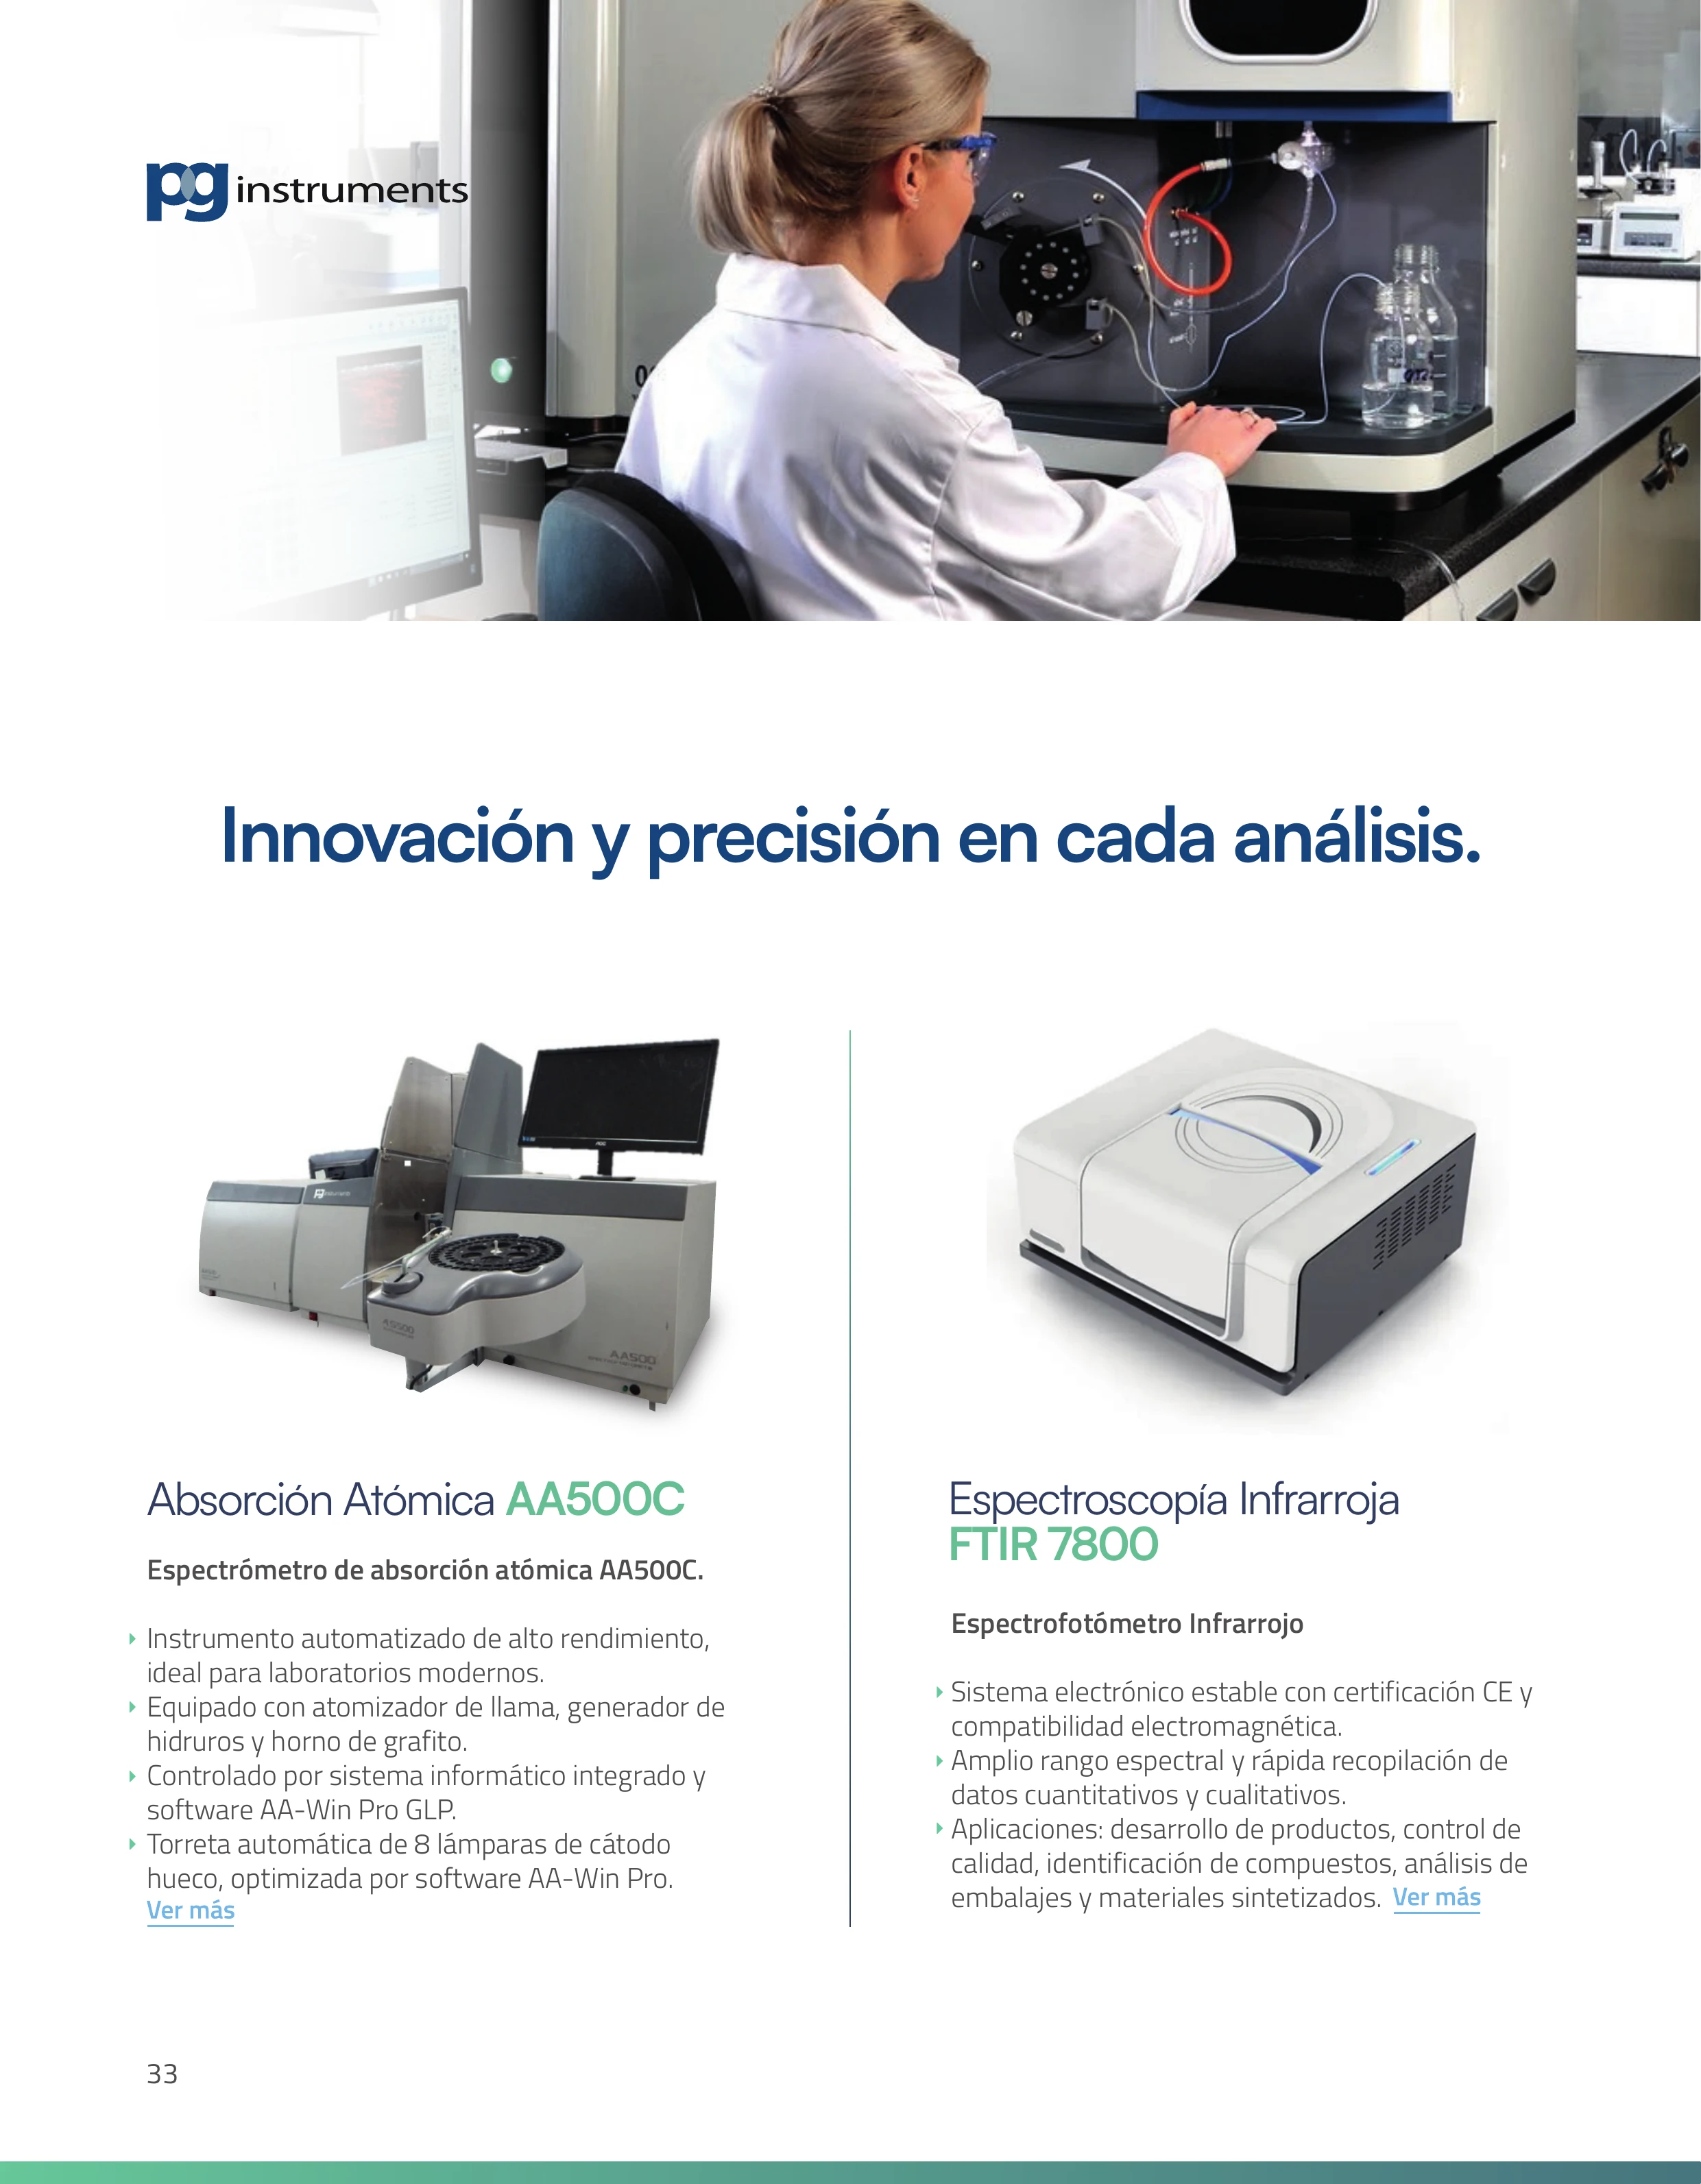 pg instruments
Innovación y precisión en cada análisis.
pg instruments
AS500
AA500
Absorción Atómica AA500C
Espectrómetro de absorción atómica AA500C.
Instrumento automatizado de alto rendimiento,
ideal para laboratorios modernos.
Equipado con atomizador de llama, generador de
hidruros y horno de grafito.
Controlado por sistema informático integrado y
software AA-Win Pro GLP.
Torreta automática de 8 lámparas de cátodo
hueco, optimizada por software AA-Win Pro.
Ver más
Espectroscopía Infrarroja
FTIR 7800
Espectrofotómetro Infrarrojo
Sistema electrónico estable con certificación CE y
compatibilidad electromagnética.
Amplio rango espectral y rápida recopilación de
datos cuantitativos y cualitativos.
Aplicaciones: desarrollo de productos, control de
calidad, identificación de compuestos, análisis de
embalajes y materiales sintetizados. Ver más
33